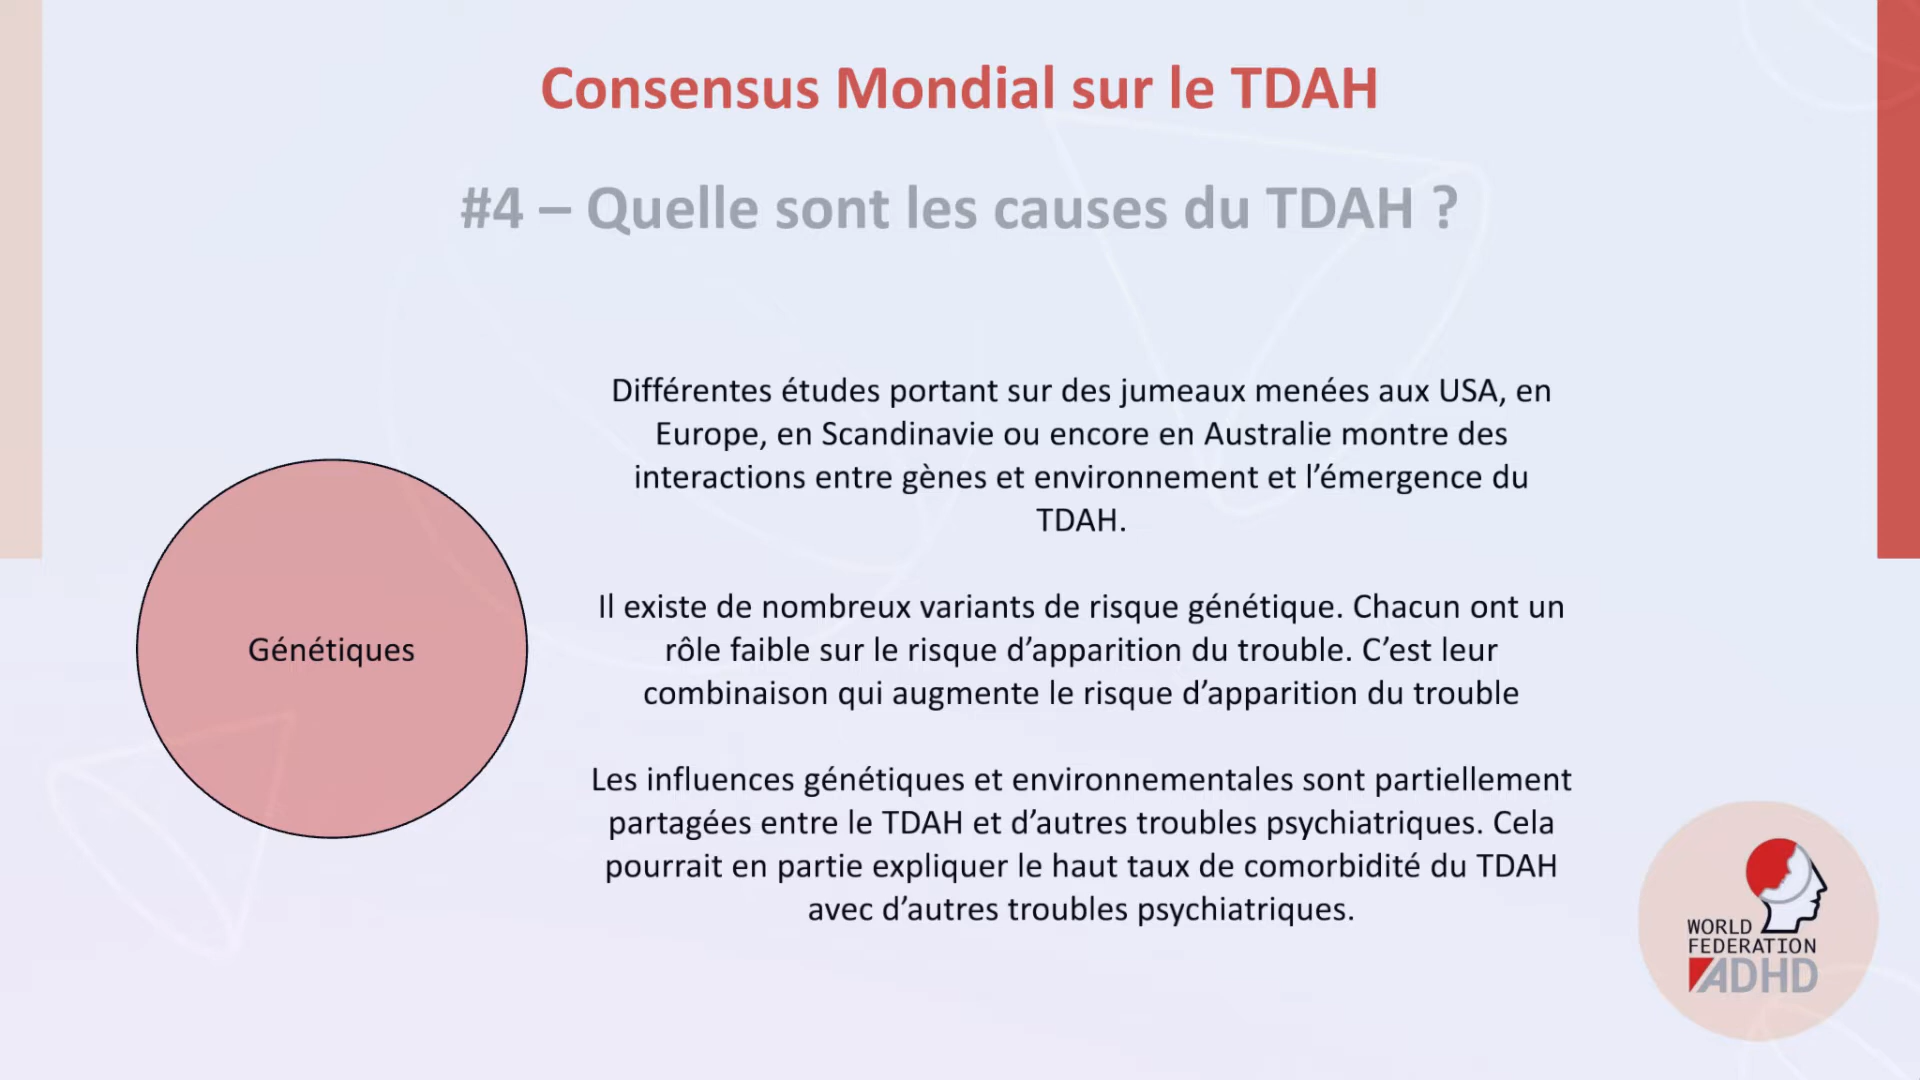 Consensus Mondial sur le TDAH
#4 – Quelle sont les causes du TDAH ?
Différentes études portant sur des jumeaux menées aux USA, en
Europe, en Scandinavie ou encore en Australie montre des
interactions entre gènes et environnement et l’émergence du
TDAH.
Génétiques
Il existe de nombreux variants de risque génétique. Chacun ont un
rôle faible sur le risque d’apparition du trouble. C’est leur
combinaison qui augmente le risque d’apparition du trouble
Les influences génétiques et environnementales sont partiellement
partagées entre le TDAH et d’autres troubles psychiatriques. Cela
pourrait en partie expliquer le haut taux de comorbidité du TDAH
avec d’autres troubles psychiatriques.
WORLD
FEDERATION
ADHD